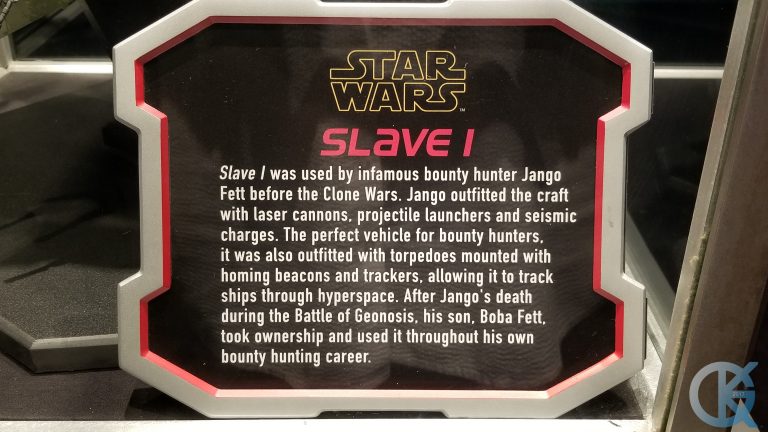 STAR
WARS
SLAVE I
Slave I was used by infamous bounty hunter Jango
Fett before the Clone Wars. Jango outfitted the craft
with laser cannons, projectile launchers and seismic
charges. The perfect vehicle for bounty hunters,
it was also outfitted with torpedoes mounted with
homing beacons and trackers, allowing it to track
ships through hyperspace. After Jango's death
during the Battle of Geonosis, his son, Boba Fett,
took ownership and used it throughout his own
bounty hunting career.